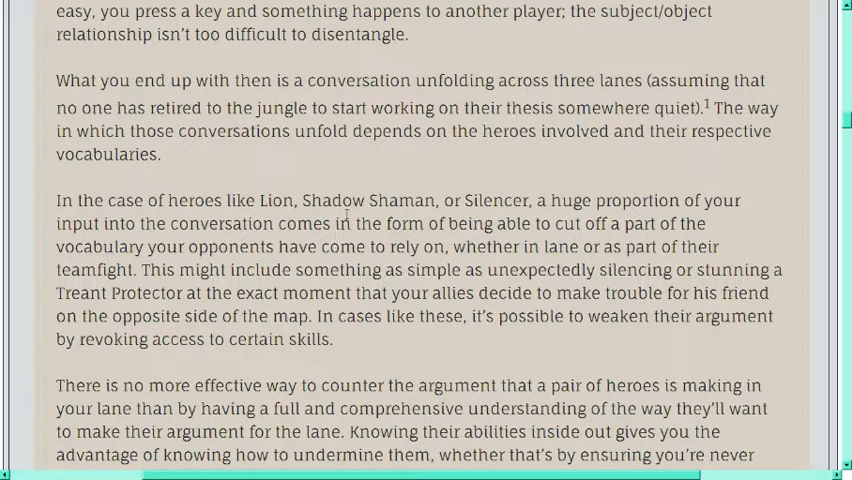 easy, you press a key and something happens to another player; the subject/object
relationship isn't too difficult to disentangle.
What you end up with then is a conversation unfolding across three lanes (assuming that
no one has retired to the jungle to start working on their thesis somewhere quiet).1 The way
in which those conversations unfold depends on the heroes involved and their respective
vocabularies.
In the case of heroes like Lion, Shadow Shaman, or Silencer, a huge proportion of your
input into the conversation comes in the form of being able to cut off a part of the
vocabulary your opponents have come to rely on, whether in lane or as part of their
teamfight. This might include something as simple as unexpectedly silencing or stunning a
Treant Protector at the exact moment that your allies decide to make trouble for his friend
on the opposite side of the map. In cases like these, it's possible to weaken their argument
by revoking access to certain skills.
There is no more effective way to counter the argument that a pair of heroes is making in
your lane than by having a full and comprehensive understanding of the way they'll want
to make their argument for the lane. Knowing their abilities inside out gives you the
advantage of knowing how to undermine them, whether that's by ensuring you're never